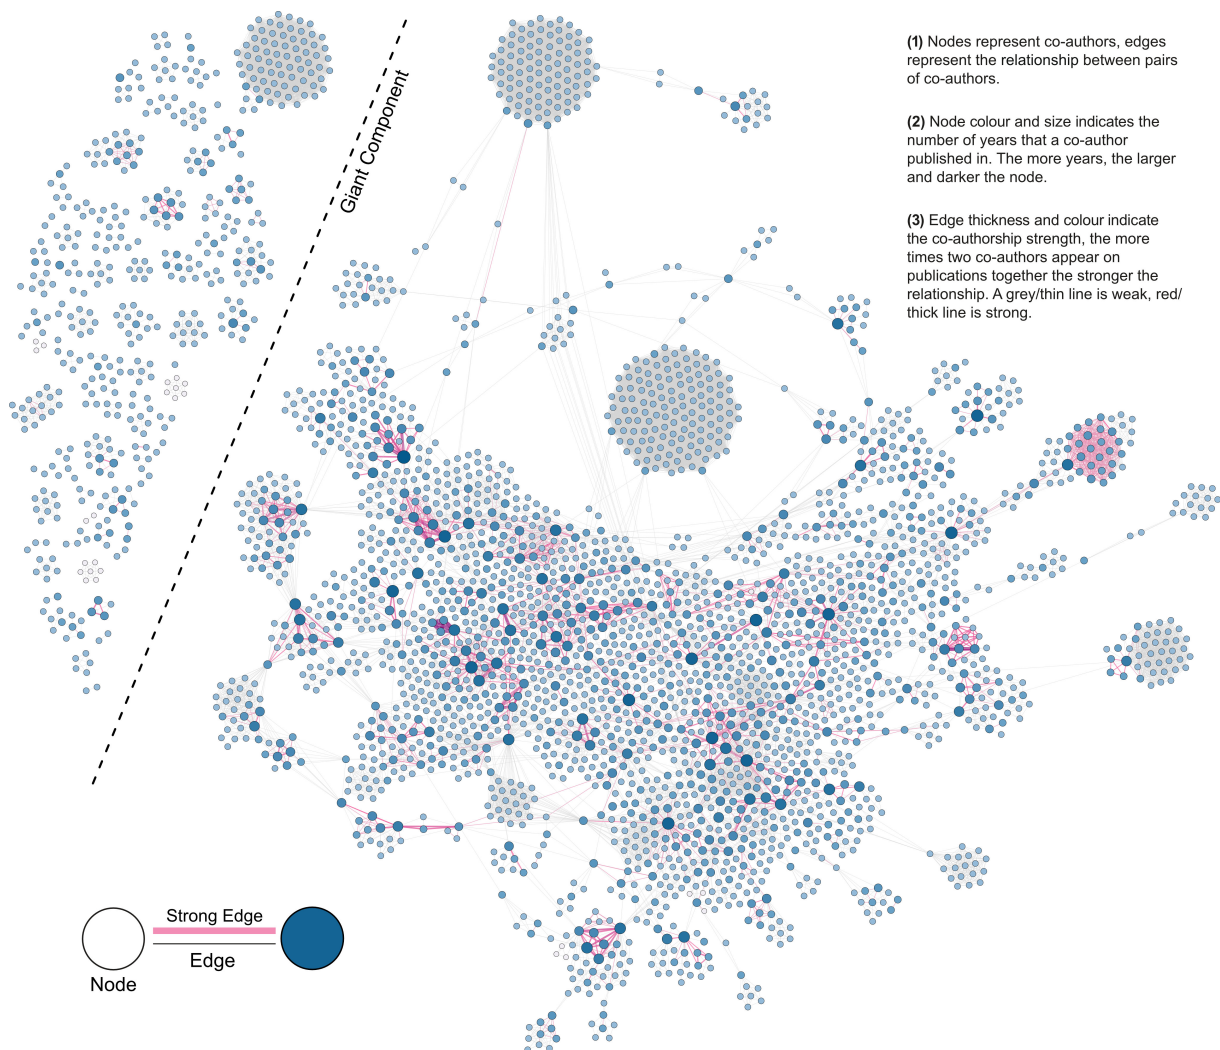 (1) Nodes represent co-authors, edges
represent the relationship between pairs
of co-authors.
(2) Node colour and size indicates the
number of years that a co-author
published in. The more years, the larger
and darker the node.
(3) Edge thickness and colour indicate
the co-authorship strength, the more
times two co-authors appear on
publications together the stronger the
relationship. A grey/thin line is weak, red/
thick line is strong.
Giant Component
Strong Edge
Edge
Node